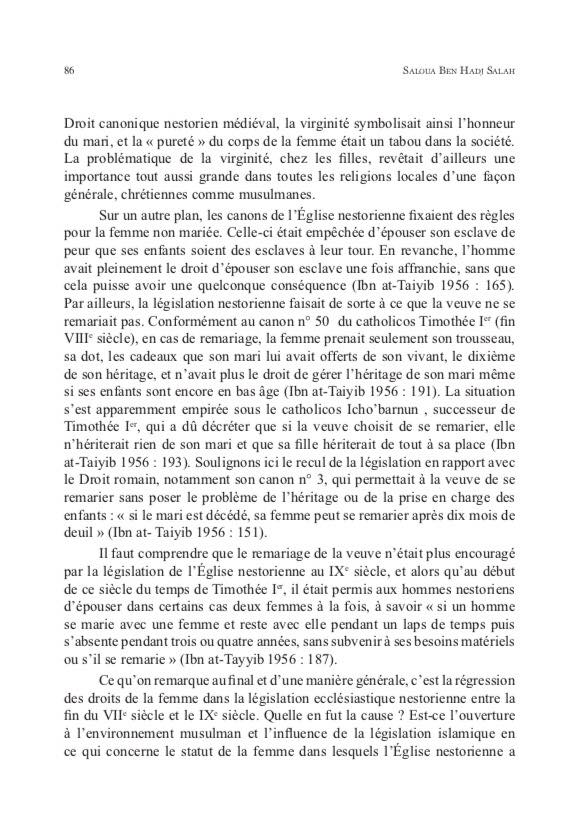 86
SALOUA BEN HADJ SALAH
Droit canonique nestorien médiéval, la virginité symbolisait ainsi l'honneur
du mari, et la « pureté » du corps de la femme était un tabou dans la société.
La problématique de la virginité, chez les filles, revêtait d'ailleurs une
importance tout aussi grande dans toutes les religions locales d'une façon
générale, chrétiennes comme musulmanes.
Sur un autre plan, les canons de l'Église nestorienne fixaient des règles
pour la femme non mariée. Celle-ci était empêchée d'épouser son esclave de
peur que ses enfants soient des esclaves à leur tour. En revanche, l'homme
avait pleinement le droit d'épouser son esclave une fois affranchie, sans que
cela puisse avoir une quelconque conséquence (Ibn at-Taiyib 1956 : 165).
Par ailleurs, la législation nestorienne faisait de sorte à ce que la veuve ne se
remariait pas. Conformément au canon n° 50 du catholicos Timothée Ier (fin
VIIIe siècle), en cas de remariage, la femme prenait seulement son trousseau,
sa dot, les cadeaux que son mari lui avait offerts de son vivant, le dixième
de son héritage, et n'avait plus le droit de gérer l'héritage de son mari même
si ses enfants sont encore en bas âge (Ibn at-Taiyib 1956 : 191). La situation
s'est apparemment empirée sous le catholicos Icho'barnun , successeur de
Timothée Ier, qui a dû décréter que si la veuve choisit de se remarier, elle
n'hériterait rien de son mari et que sa fille hériterait de tout à sa place (Ibn
at-Taiyib 1956 : 193). Soulignons ici le recul de la législation en rapport avec
le Droit romain, notamment son canon n° 3, qui permettait à la veuve de se
remarier sans poser le problème de l'héritage ou de la prise en charge des
enfants : « si le mari est décédé, sa femme peut se remarier après dix mois de
deuil » (Ibn at- Taiyib 1956 : 151).
Il faut comprendre que le remariage de la veuve n'était plus encouragé
par la législation de l'Église nestorienne au IXe siècle, et alors qu'au début
de ce siècle du temps de Timothée Ier, il était permis aux hommes nestoriens
d'épouser dans certains cas deux femmes à la fois, à savoir « si un homme
se marie avec une femme et reste avec elle pendant un laps de temps puis
s'absente pendant trois ou quatre années, sans subvenir à ses besoins matériels
ou s'il se remarie » (Ibn at-Tayyib 1956 : 187).
Ce qu'on remarque au final et d'une manière générale, c'est la régression
des droits de la femme dans la législation ecclésiastique nestorienne entre la
fin du VIIe siècle et le IXe siècle. Quelle en fut la cause ? Est-ce l'ouverture
à l'environnement musulman et l'influence de la législation islamique en
ce qui concerne le statut de la femme dans lesquels l'Église nestorienne a